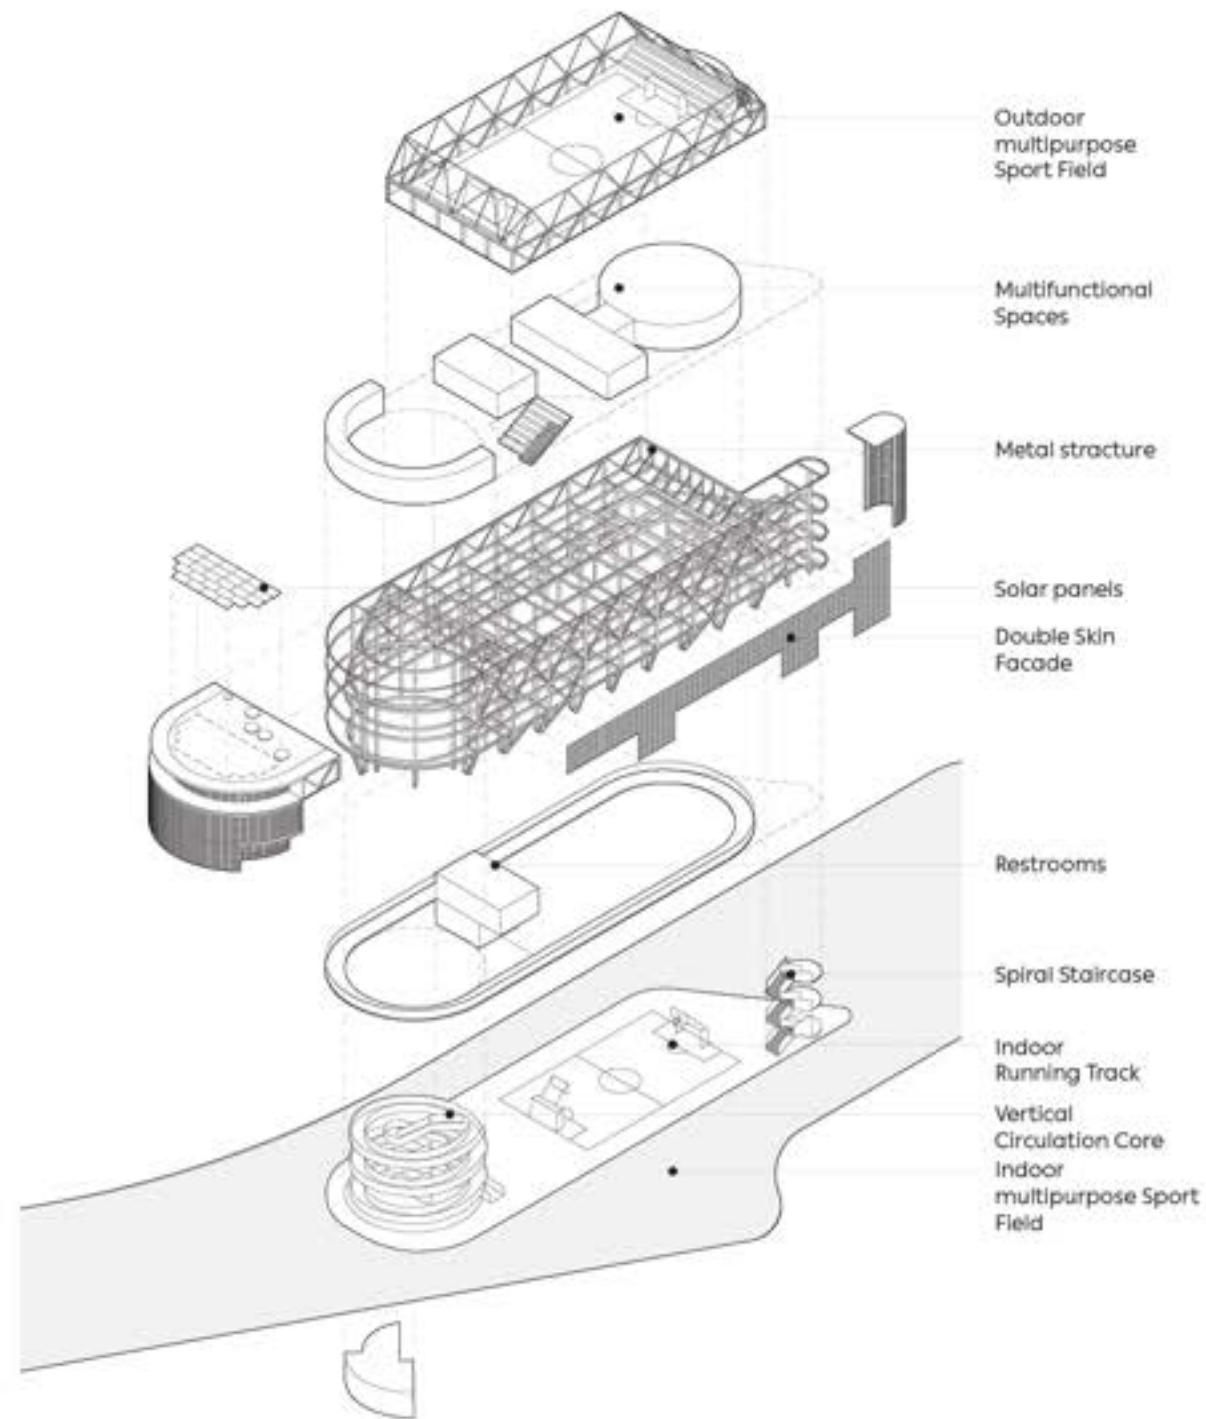 Outdoor
multipurpose
Sport Field
Multifunctional
Spaces
Metal stracture
Solar panels
Double Skin
Facade
Restrooms
Spiral Staircase
Indoor
Running Track
Vertical
Circulation Core
Indoor
multipurpose Sport
Field